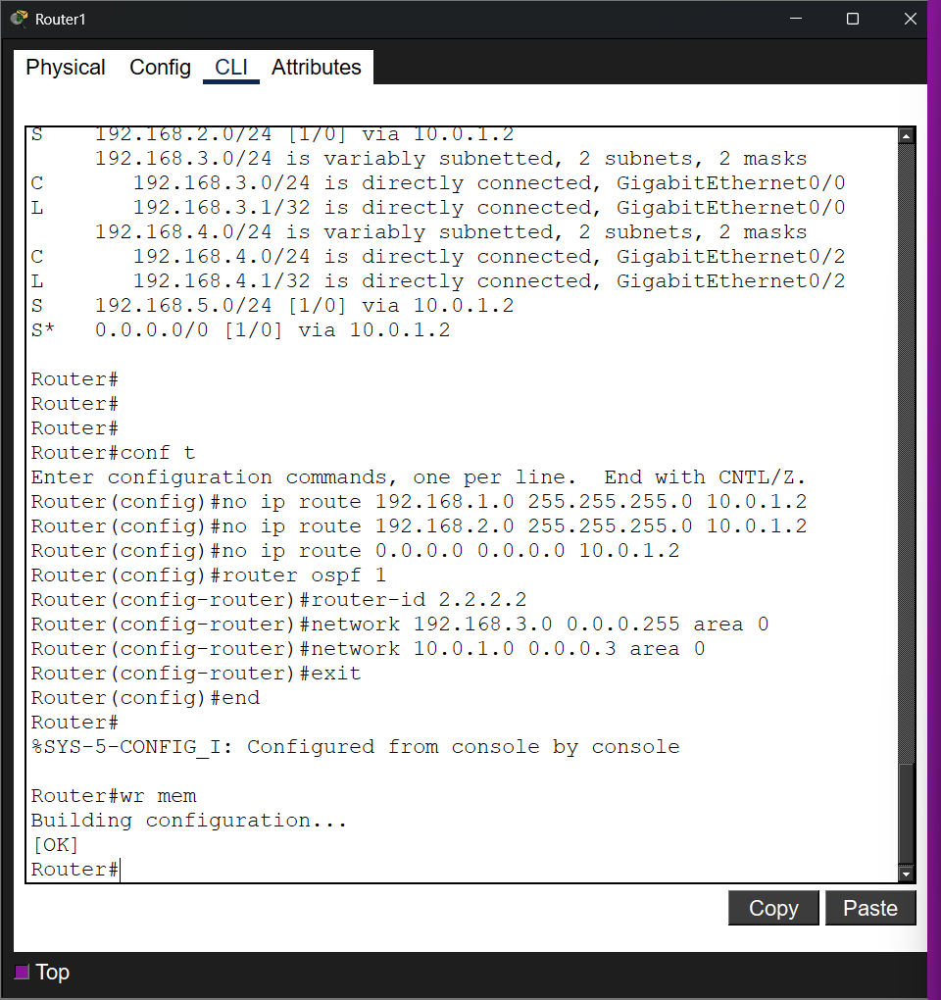 Router1
Physical Config CLI Attributes
S 192.168.2.0/24 [1/0] via 10.0.1.2
192.168.3.0/24 is variably subnetted, 2 subnets, 2 masks
C 192.168.3.0/24 is directly connected, GigabitEthernet0/0
L 192.168.3.1/32 is directly connected, GigabitEthernet0/0
192.168.4.0/24 is variably subnetted, 2 subnets, 2 masks
C 192.168.4.0/24 is directly connected, GigabitEthernet0/2
L 192.168.4.1/32 is directly connected, GigabitEthernet0/2
S 192.168.5.0/24 [1/0] via 10.0.1.2
S* 0.0.0.0/0 [1/0] via 10.0.1.2
Router#
Router#
Router#
Router#conf t
Enter configuration commands, one per line. End with CNTL/Z.
Router(config)#no ip route 192.168.1.0 255.255.255.0 10.0.1.2
Router(config)#no ip route 192.168.2.0 255.255.255.0 10.0.1.2
Router(config)#no ip route 0.0.0.0 0.0.0.0 10.0.1.2
Router(config)#router ospf 1
Router(config-router)#router-id 2.2.2.2
Router(config-router)#network 192.168.3.0 0.0.0.255 area 0
Router(config-router)#network 10.0.1.0 0.0.0.3 area 0
Router(config-router)#exit
Router(config)#end
Router#
%SYS-5-CONFIG_I: Configured from console by console
Router#wr mem
Building configuration...
[OK]
Router#
Copy Paste
Top